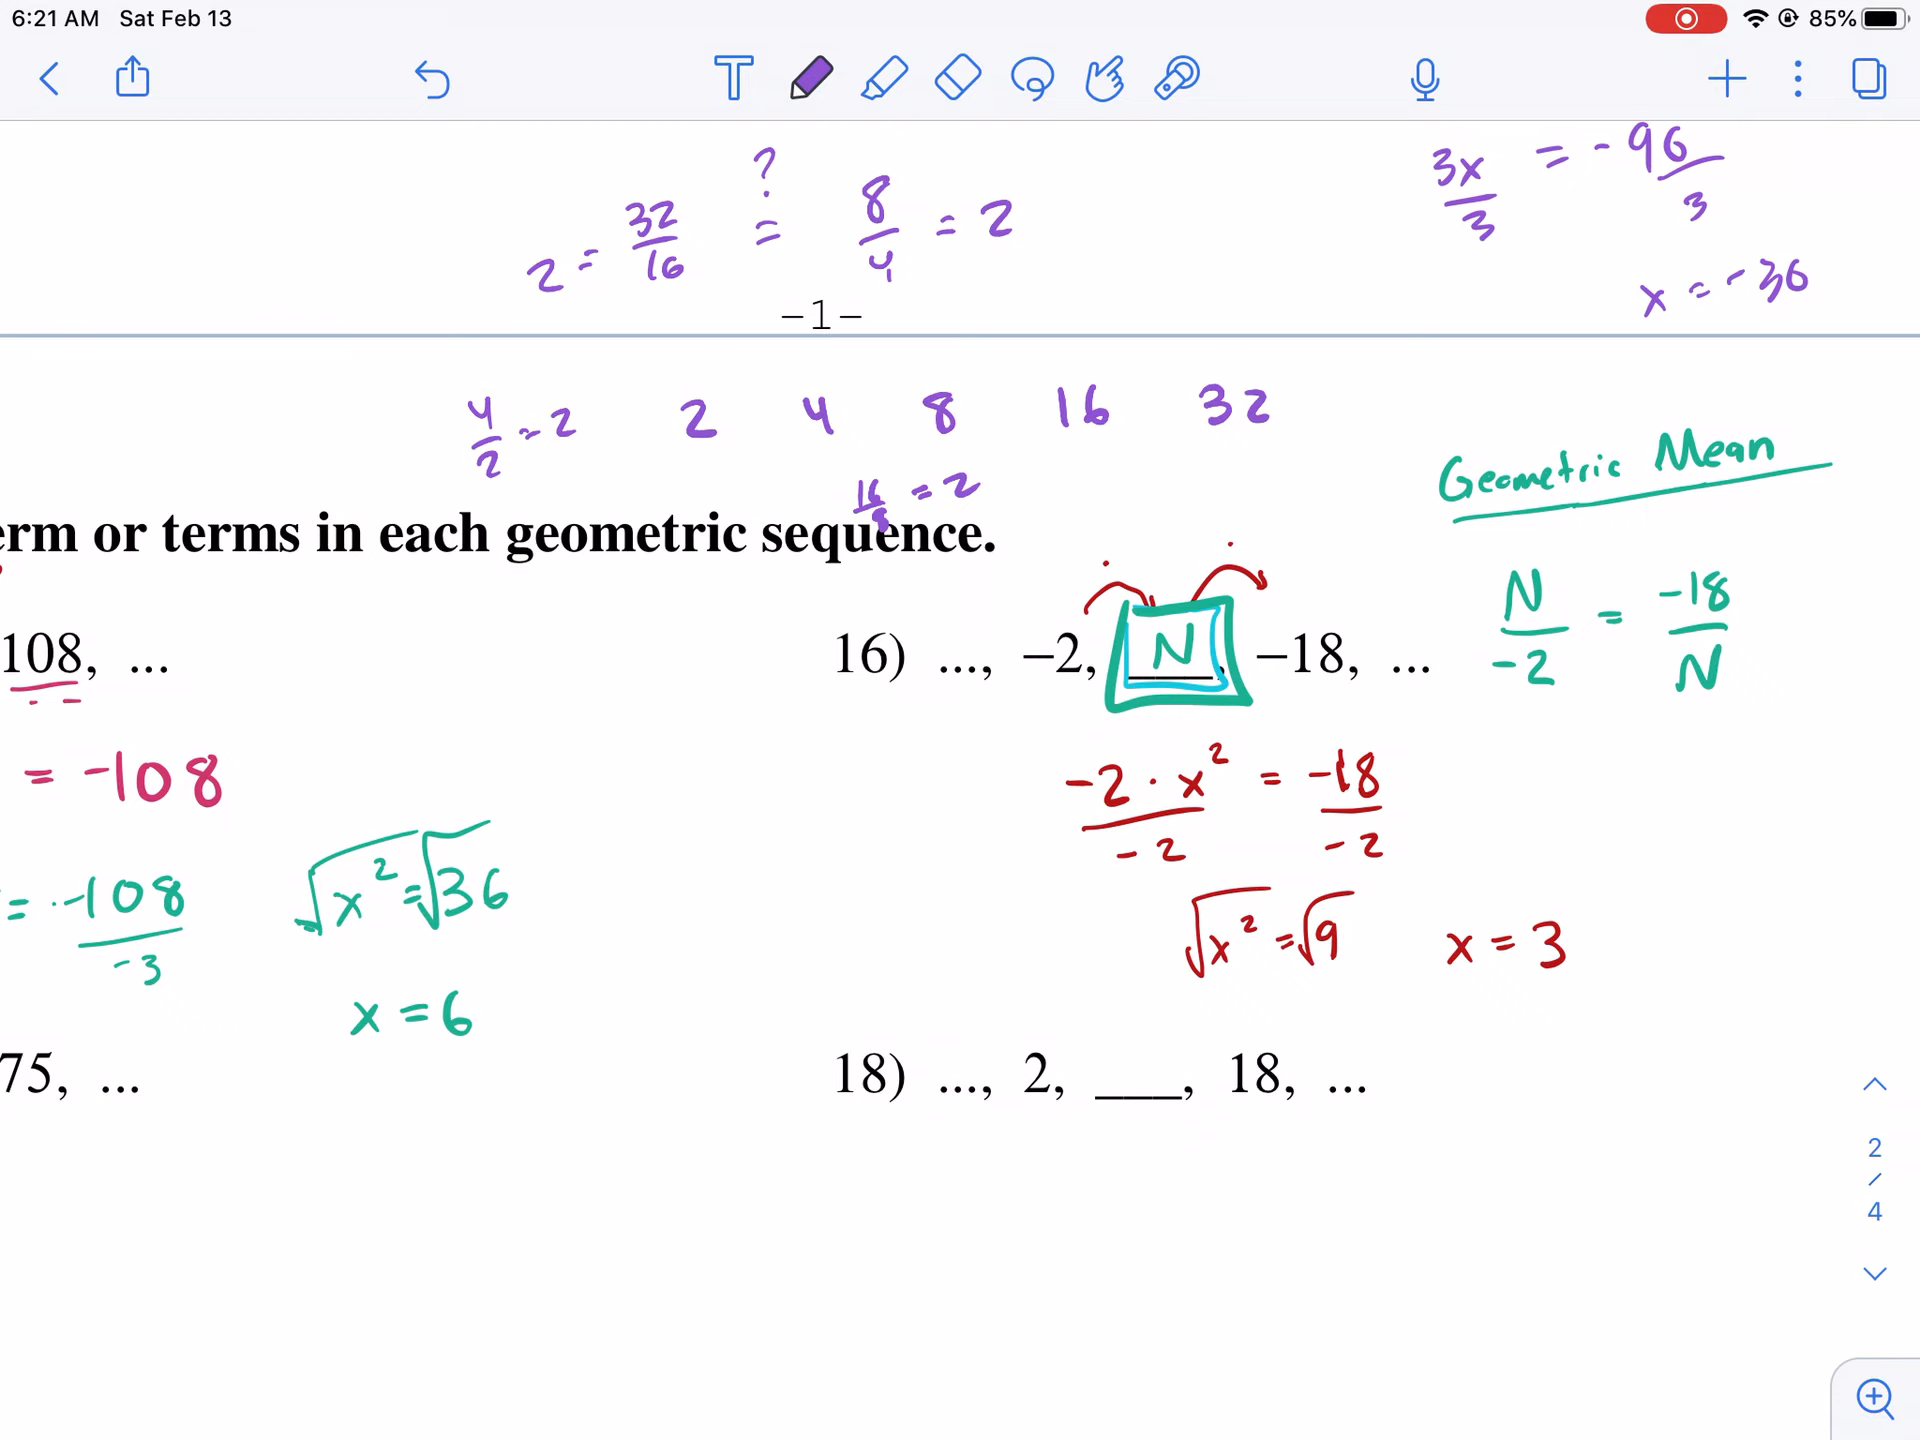 6:21 AM Sat Feb 13 85%
T
3x/3 = -96/3
2 = 32/16 ?= 8/4 = 2
x = -36
-1-
4/2 = 2 2 4 8 16 32
Geometric Mean
16/8 = 2
erm or terms in each geometric sequence.
108, ...
16) ..., −2, N, −18, ...
N/-2 = -18/N
= -108
-2 · x² = -18
-2 -2
= -108/-3
√x² = √36
√x² = √9 x = 3
x = 6
75, ...
18) ..., 2, ___, 18, ...
2
/
4